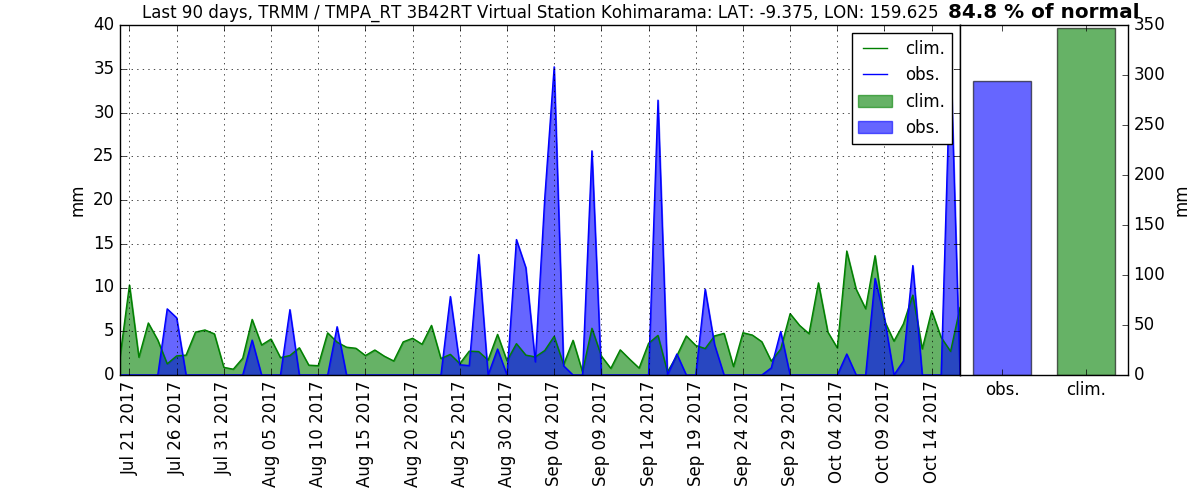 Last 90 days, TRMM / TMPA_RT 3B42RT Virtual Station Kohimarama: LAT: -9.375, LON: 159.625 84.8 % of normal
40
35
30
25
20
15
10
5
0
mm
clim.
obs.
clim.
obs.
Jul 21 2017
Jul 26 2017
Jul 31 2017
Aug 05 2017
Aug 10 2017
Aug 15 2017
Aug 20 2017
Aug 25 2017
Aug 30 2017
Sep 04 2017
Sep 09 2017
Sep 14 2017
Sep 19 2017
Sep 24 2017
Sep 29 2017
Oct 04 2017
Oct 09 2017
Oct 14 2017
350
300
250
200
150
100
50
0
mm
obs.
clim.